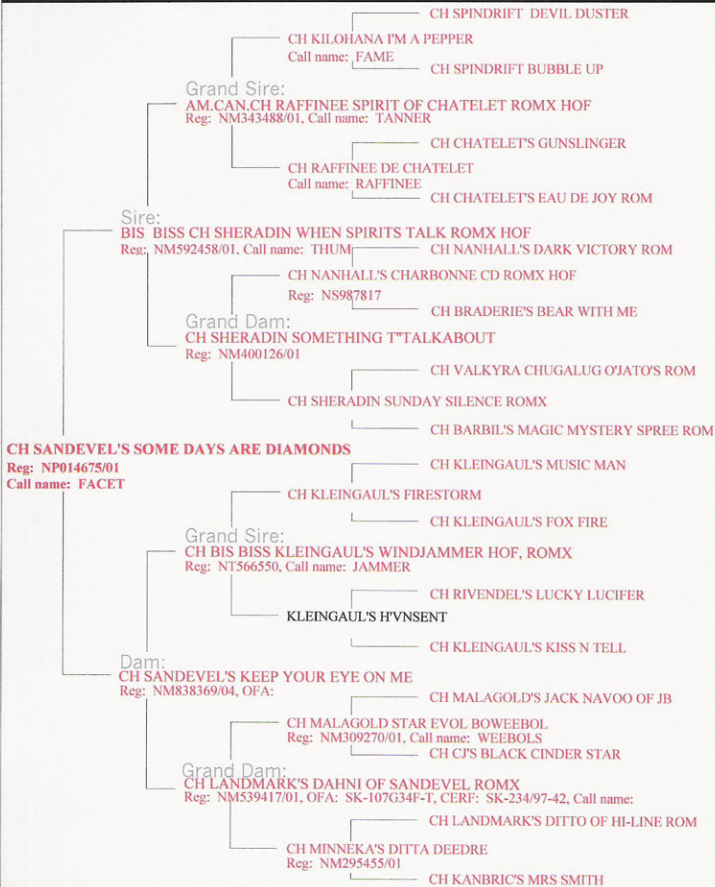 CH SPINDRIFT DEVIL DUSTER
CH KILOHANA I'M A PEPPER
Call name: FAME
CH SPINDRIFT BUBBLE UP
Grand Sire:
AM.CAN.CH RAFFINEE SPIRIT OF CHATELET ROMX HOF
Reg: NM343488/01, Call name: TANNER
CH CHATELET'S GUNSLINGER
CH RAFFINEE DE CHATELET
Call name: RAFFINEE
CH CHATELET'S EAU DE JOY ROM
Sire:
BIS BISS CH SHERADIN WHEN SPIRITS TALK ROMX HOF
Reg: NM592458/01, Call name: THUM
CH NANHALL'S DARK VICTORY ROM
CH NANHALL'S CHARBONNE CD ROMX HOF
Reg: NS987817
CH BRADERIE'S BEAR WITH ME
Grand Dam:
CH SHERADIN SOMETHING T"TALKABOUT
Reg: NM400126/01
CH VALKYRA CHUGALUG O'JATO'S ROM
CH SHERADIN SUNDAY SILENCE ROMX
CH BARBIL'S MAGIC MYSTERY SPREE ROM
CH SANDEVEL'S SOME DAYS ARE DIAMONDS
Reg: NP014675/01
Call name: FACET
CH KLEINGAUL'S MUSIC MAN
CH KLEINGAUL'S FIRESTORM
CH KLEINGAUL'S FOX FIRE
Grand Sire:
CH BIS BISS KLEINGAUL'S WINDJAMMER HOF, ROMX
Reg: NT566550, Call name: JAMMER
CH RIVENDEL'S LUCKY LUCIFER
KLEINGAUL'S H'VNSENT
CH KLEINGAUL'S KISS N TELL
Dam:
CH SANDEVEL'S KEEP YOUR EYE ON ME
Reg: NM838369/04, OFA:
CH MALAGOLD'S JACK NAVOO OF JB
CH MALAGOLD STAR EVOL BOWEEBOL
Reg: NM309270/01, Call name: WEEBOLS
CH CJ'S BLACK CINDER STAR
Grand Dam:
CH LANDMARK'S DAHNI OF SANDEVEL ROMX
Reg: NM539417/01, OFA: SK-107G34F-T, CERF: SK-234/97-42, Call name:
CH LANDMARK'S DITTO OF HI-LINE ROM
CH MINNEKA'S DITTA DEEDRE
Reg: NM295455/01
CH KANBRIC'S MRS SMITH